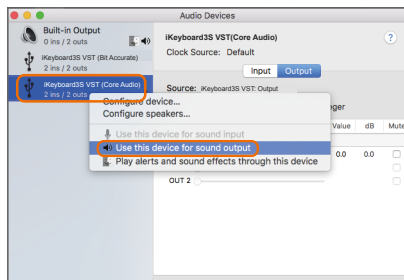 Audio Devices
Built-in Output
0 ins / 2 outs
iKeyboard3S VST (Bit Accurate)
2 ins / 2 outs
iKeyboard3S VST (Core Audio)
2 ins / 2 outs
iKeyboard3S VST(Core Audio)
?
Clock Source: Default
Input Output
Source: iKeyboard3S VST: Output
Configure device...
Configure speakers...
Use this device for sound input
Use this device for sound output
Play alerts and sound effects through this device
Value dB Mute
0.0 0.0
OUT 2